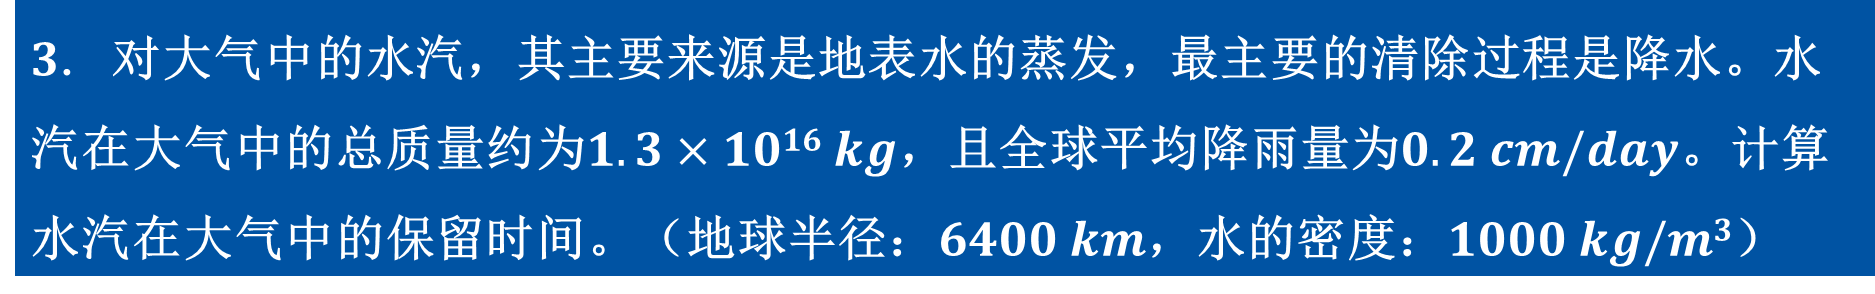 3. 对大气中的水汽，其主要来源是地表水的蒸发，最主要的清除过程是降水。水
汽在大气中的总质量约为1.3 × 10¹⁶ kg，且全球平均降雨量为0.2 cm/day。计算
水汽在大气中的保留时间。（地球半径：6400 km，水的密度：1000 kg/m³）